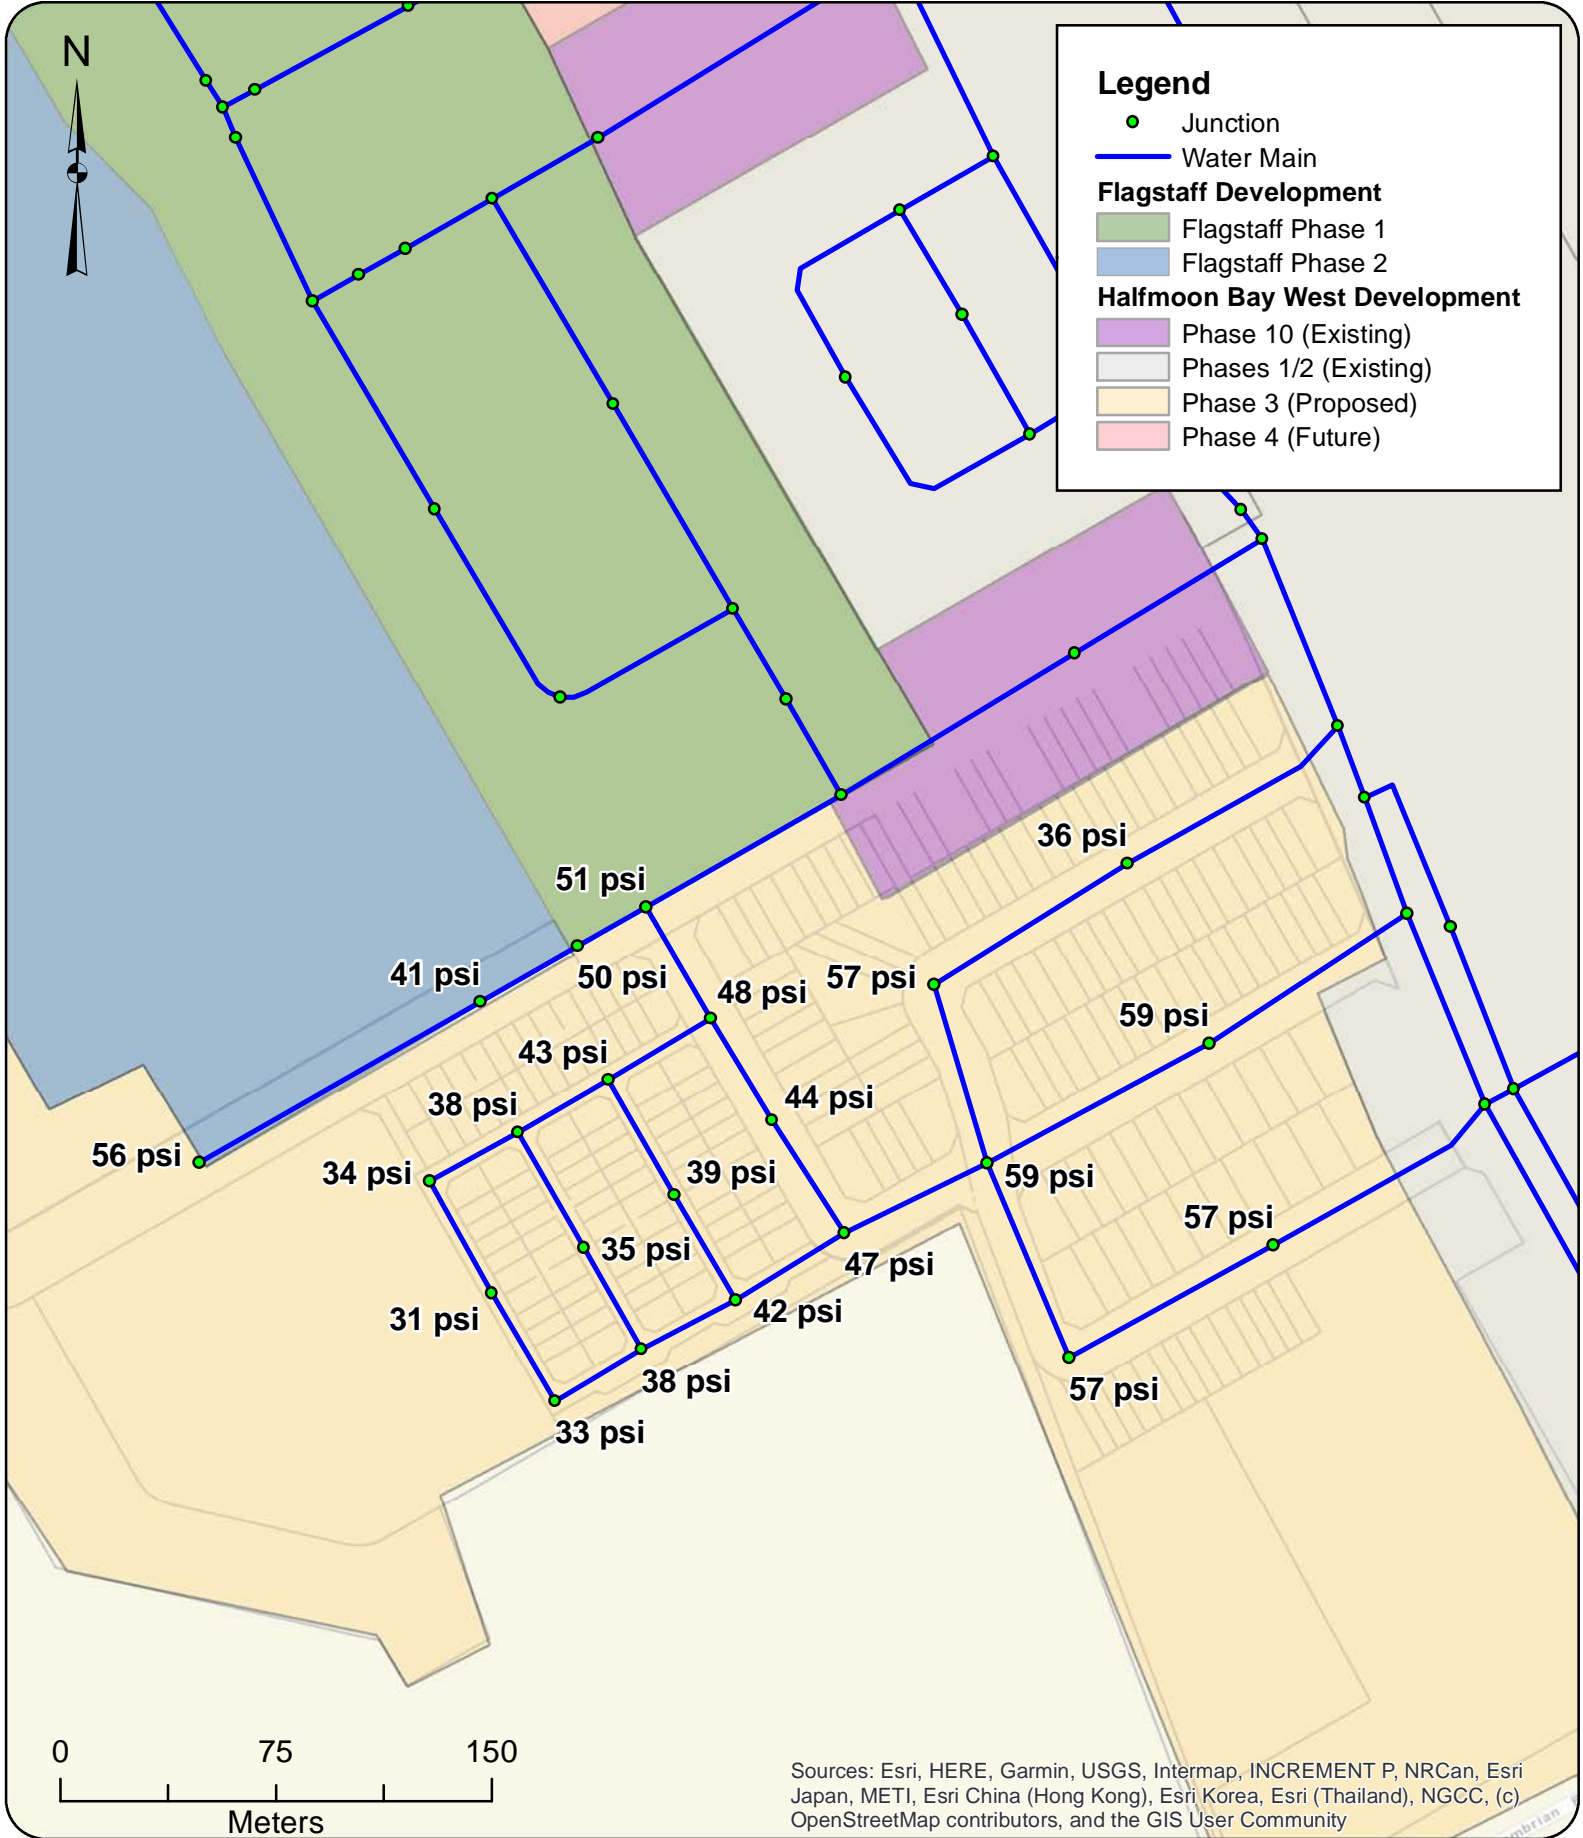 N
Legend
Junction
Water Main
Flagstaff Development
Flagstaff Phase 1
Flagstaff Phase 2
Halfmoon Bay West Development
Phase 10 (Existing)
Phases 1/2 (Existing)
Phase 3 (Proposed)
Phase 4 (Future)
36 psi
51 psi
41 psi
50 psi
48 psi
57 psi
59 psi
43 psi
38 psi
44 psi
56 psi
34 psi
39 psi
59 psi
35 psi
57 psi
47 psi
31 psi
42 psi
38 psi
57 psi
33 psi
0 75 150
Meters
Sources: Esri, HERE, Garmin, USGS, Intermap, INCREMENT P, NRCan, Esri
Japan, METI, Esri China (Hong Kong), Esri Korea, Esri (Thailand), NGCC, (c)
OpenStreetMap contributors, and the GIS User Community